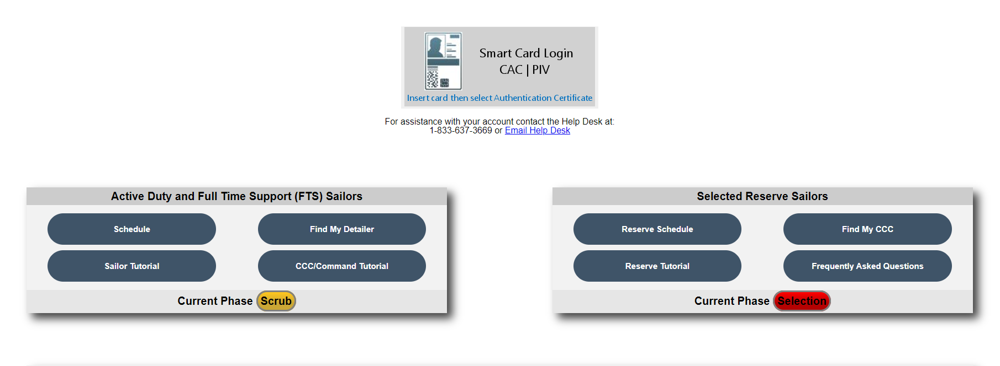 Smart Card Login
CAC | PIV
Insert card then select Authentication Certificate
For assistance with your account contact the Help Desk at:
1-833-637-3669 or Email Help Desk
Active Duty and Full Time Support (FTS) Sailors
Schedule
Find My Detailer
Sailor Tutorial
CCC/Command Tutorial
Current Phase Scrub
Selected Reserve Sailors
Reserve Schedule
Find My CCC
Reserve Tutorial
Frequently Asked Questions
Current Phase Selection